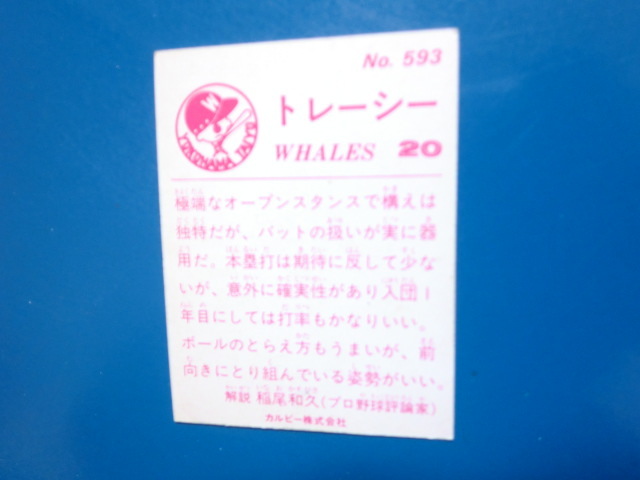 No. 593
W
YOKOHAMA TAIYO
トレーシー
WHALES 20
極端なオープンスタンスで構えは
独特だが、バットの扱いが実に器
用だ。本塁打は期待に反して少な
いが、意外に確実性があり入団1
年目にしては打率もかなりいい。
ボールのとらえ方もうまいが、前
向きにとり組んでいる姿勢がいい。
解説 稲尾和久(プロ野球評論家)
カルビー株式会社